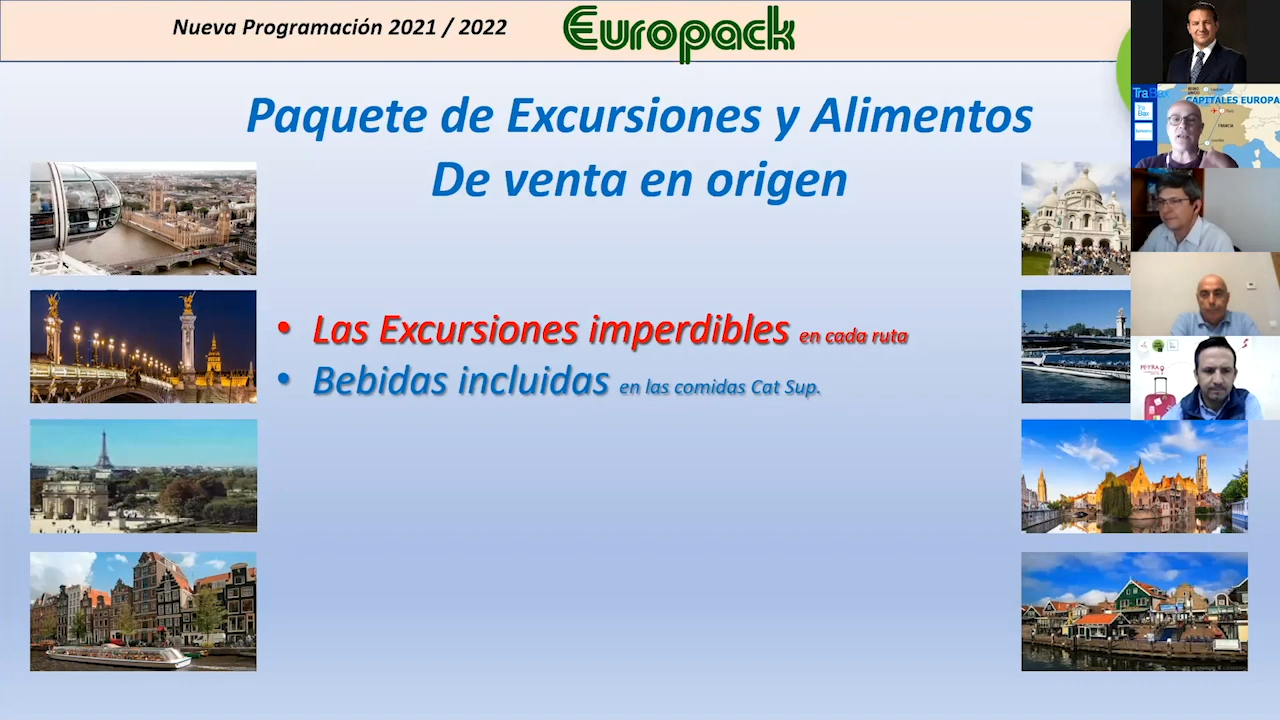 Nueva Programación 2021 / 2022
Europack
Paquete de Excursiones y Alimentos
De venta en origen
• Las Excursiones imperdibles en cada ruta
• Bebidas incluidas en las comidas Cat Sup.
CAPITALES EUROPA
FRANCIA